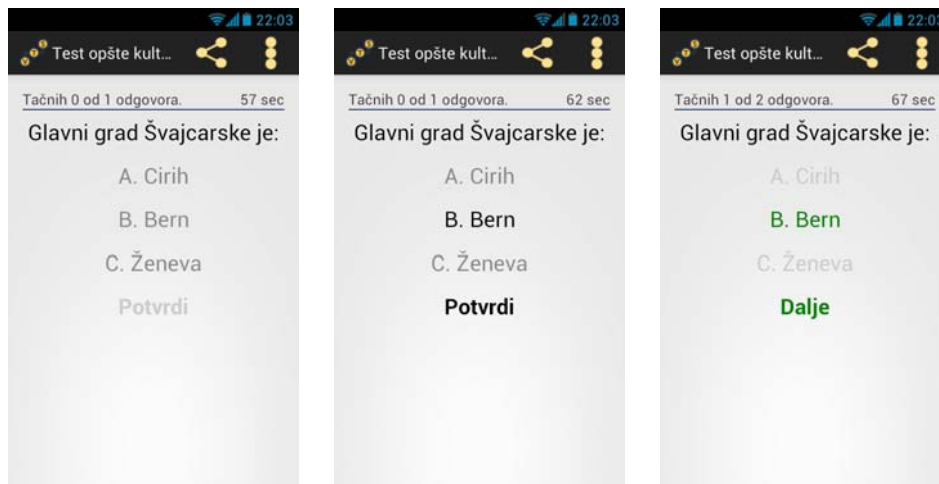 22:03
Test opšte kult...
Tačnih 0 od 1 odgovora. 57 sec
Glavni grad Švajcarske je:
A. Cirih
B. Bern
C. Ženeva
Potvrdi
22:03
Test opšte kult...
Tačnih 0 od 1 odgovora. 62 sec
Glavni grad Švajcarske je:
A. Cirih
B. Bern
C. Ženeva
Potvrdi
22:03
Test opšte kult...
Tačnih 1 od 2 odgovora. 67 sec
Glavni grad Švajcarske je:
A. Cirih
B. Bern
C. Ženeva
Dalje